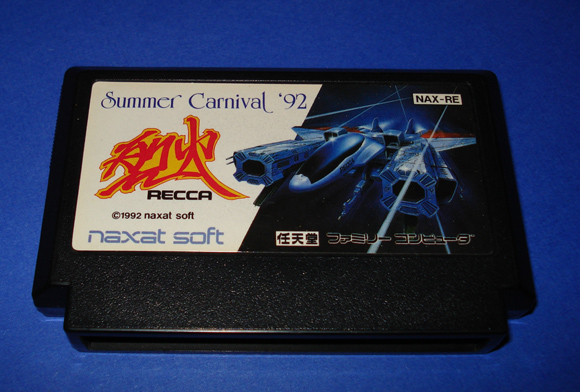 Summer Carnival '92
NAX-RE
烈火
RECCA
©1992 naxat soft
naxat soft
任天堂 ファミリーコンピュータ